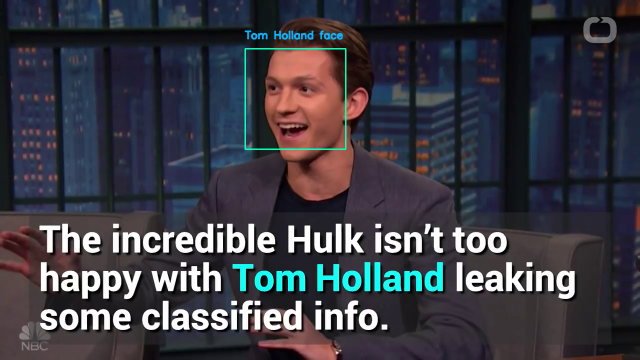 Tom Holland face
The incredible Hulk isn’t too
happy with Tom Holland leaking
some classified info.
NBC